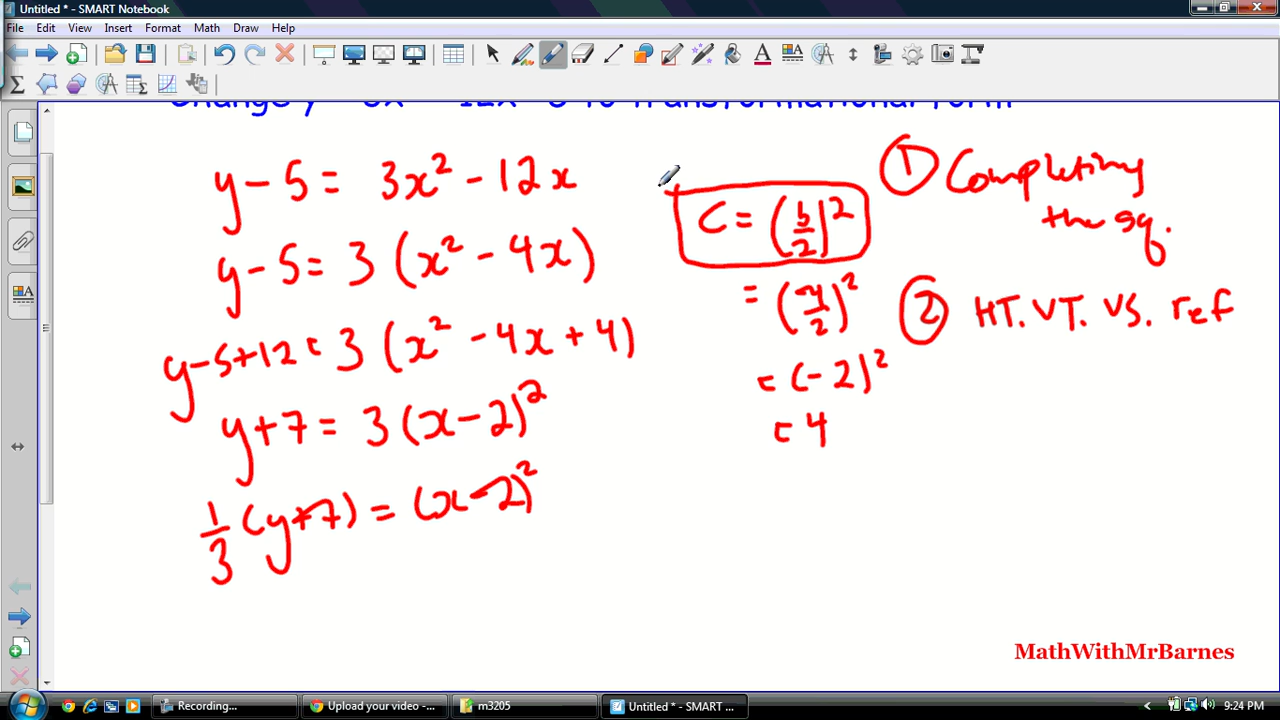 Untitled * - SMART Notebook
File Edit View Insert Format Math Draw Help
y - 5 = 3x² - 12x
y - 5 = 3 (x² - 4x)
y - 5 + 12 = 3 (x² - 4x + 4)
y + 7 = 3 (x - 2)²
1/3 (y + 7) = (x - 2)²
C = (b/2)²
= (-4/2)²
= (-2)²
= 4
① Completing
the sq.
② HT. VT. VS. ref
MathWithMrBarnes
Recording...
Upload your video -...
m3205
Untitled * - SMART ...
9:24 PM